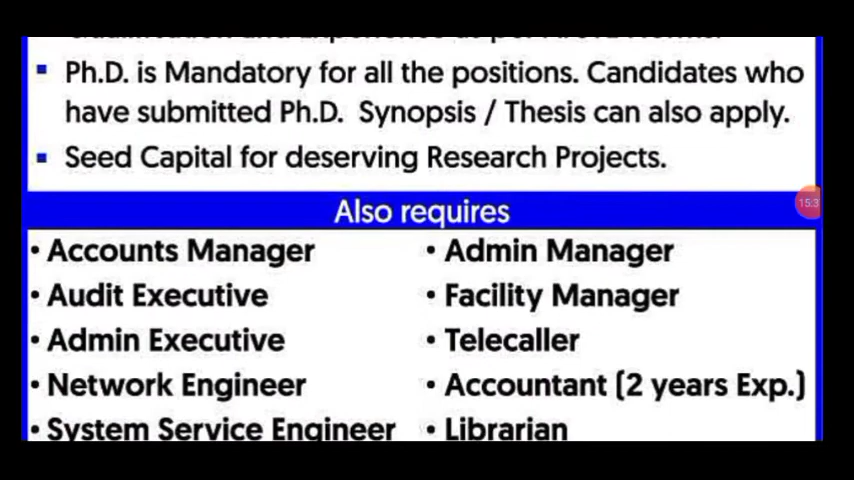 Ph.D. is Mandatory for all the positions. Candidates who
have submitted Ph.D. Synopsis / Thesis can also apply.
Seed Capital for deserving Research Projects.
Also requires
• Accounts Manager
• Audit Executive
• Admin Executive
• Network Engineer
• System Service Engineer
• Admin Manager
• Facility Manager
• Telecaller
• Accountant (2 years Exp.)
• Librarian
15:3